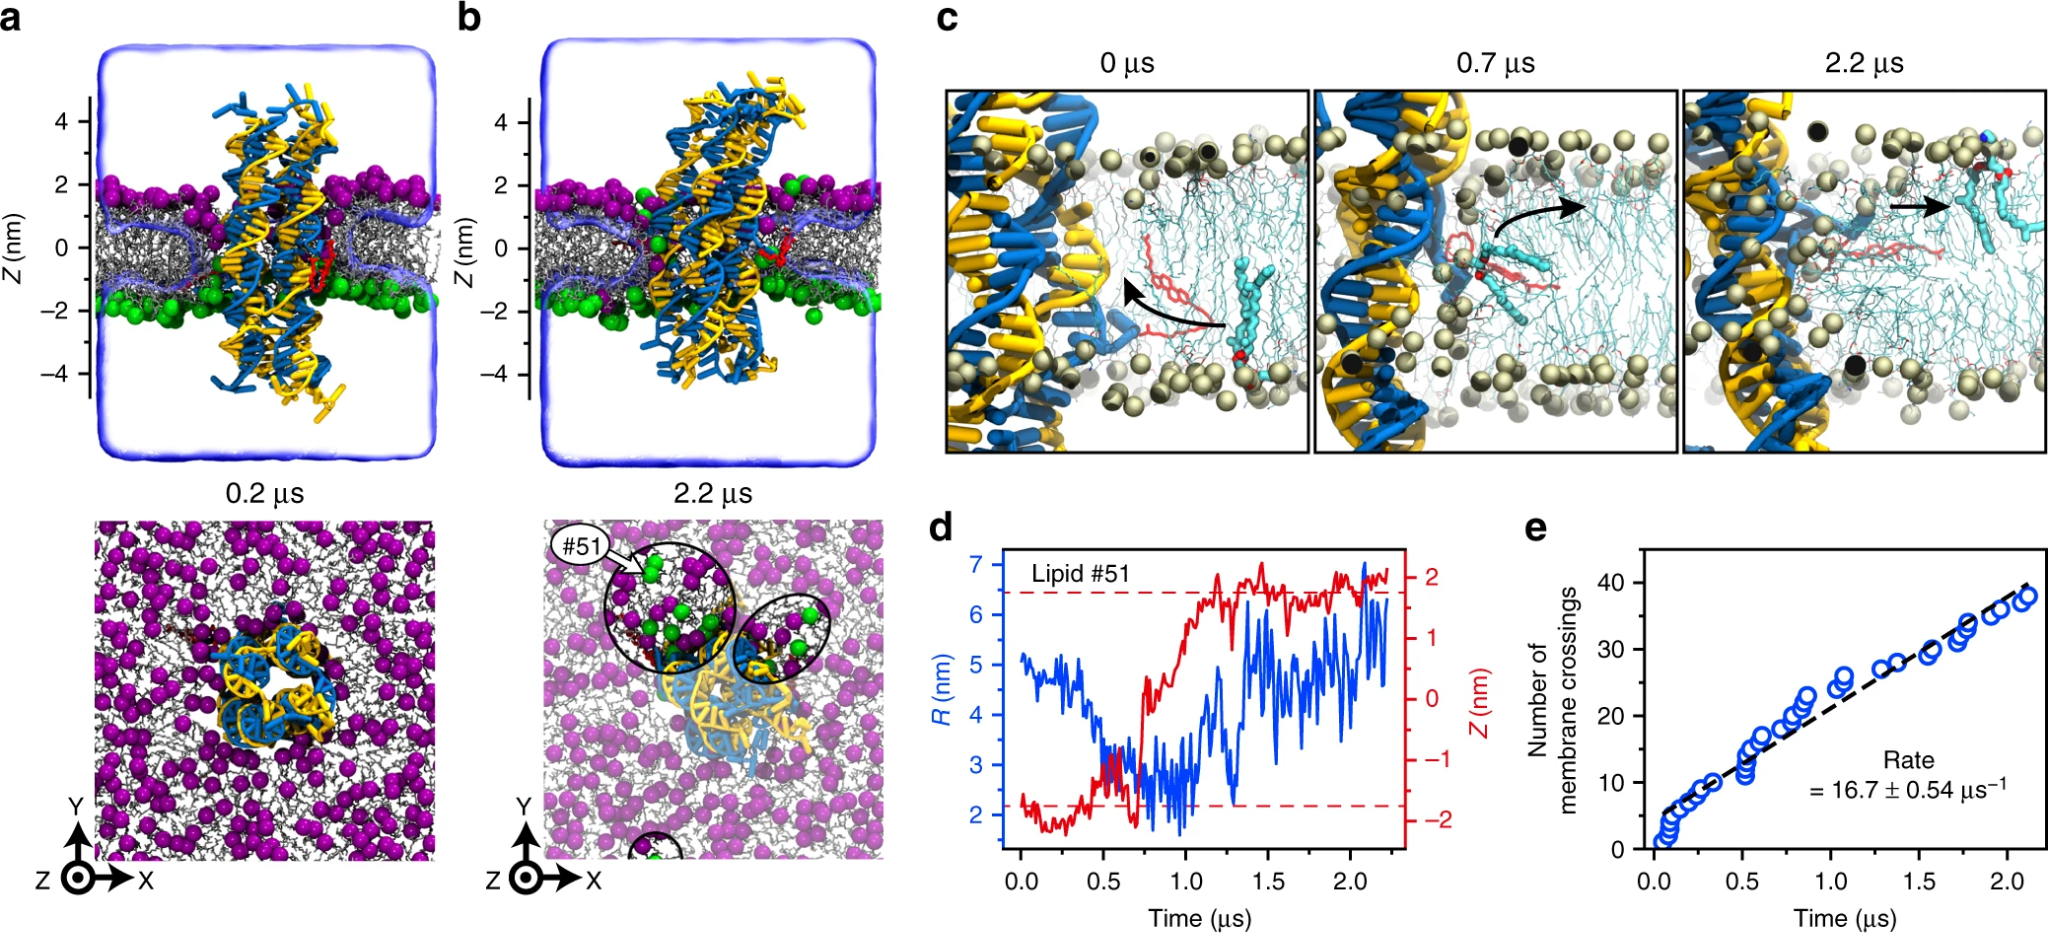 a
b
c
4
2
0
−2
−4
Z (nm)
4
2
0
−2
−4
Z (nm)
0 μs
0.7 μs
2.2 μs
0.2 μs
2.2 μs
#51
Y
Z
X
Y
Z
X
d
Lipid #51
7
6
5
4
3
2
R (nm)
2
1
0
−1
−2
Z (nm)
0.0 0.5 1.0 1.5 2.0
Time (μs)
e
40
30
20
10
0
Number of
membrane crossings
Rate
= 16.7 ± 0.54 μs⁻¹
0.0 0.5 1.0 1.5 2.0
Time (μs)